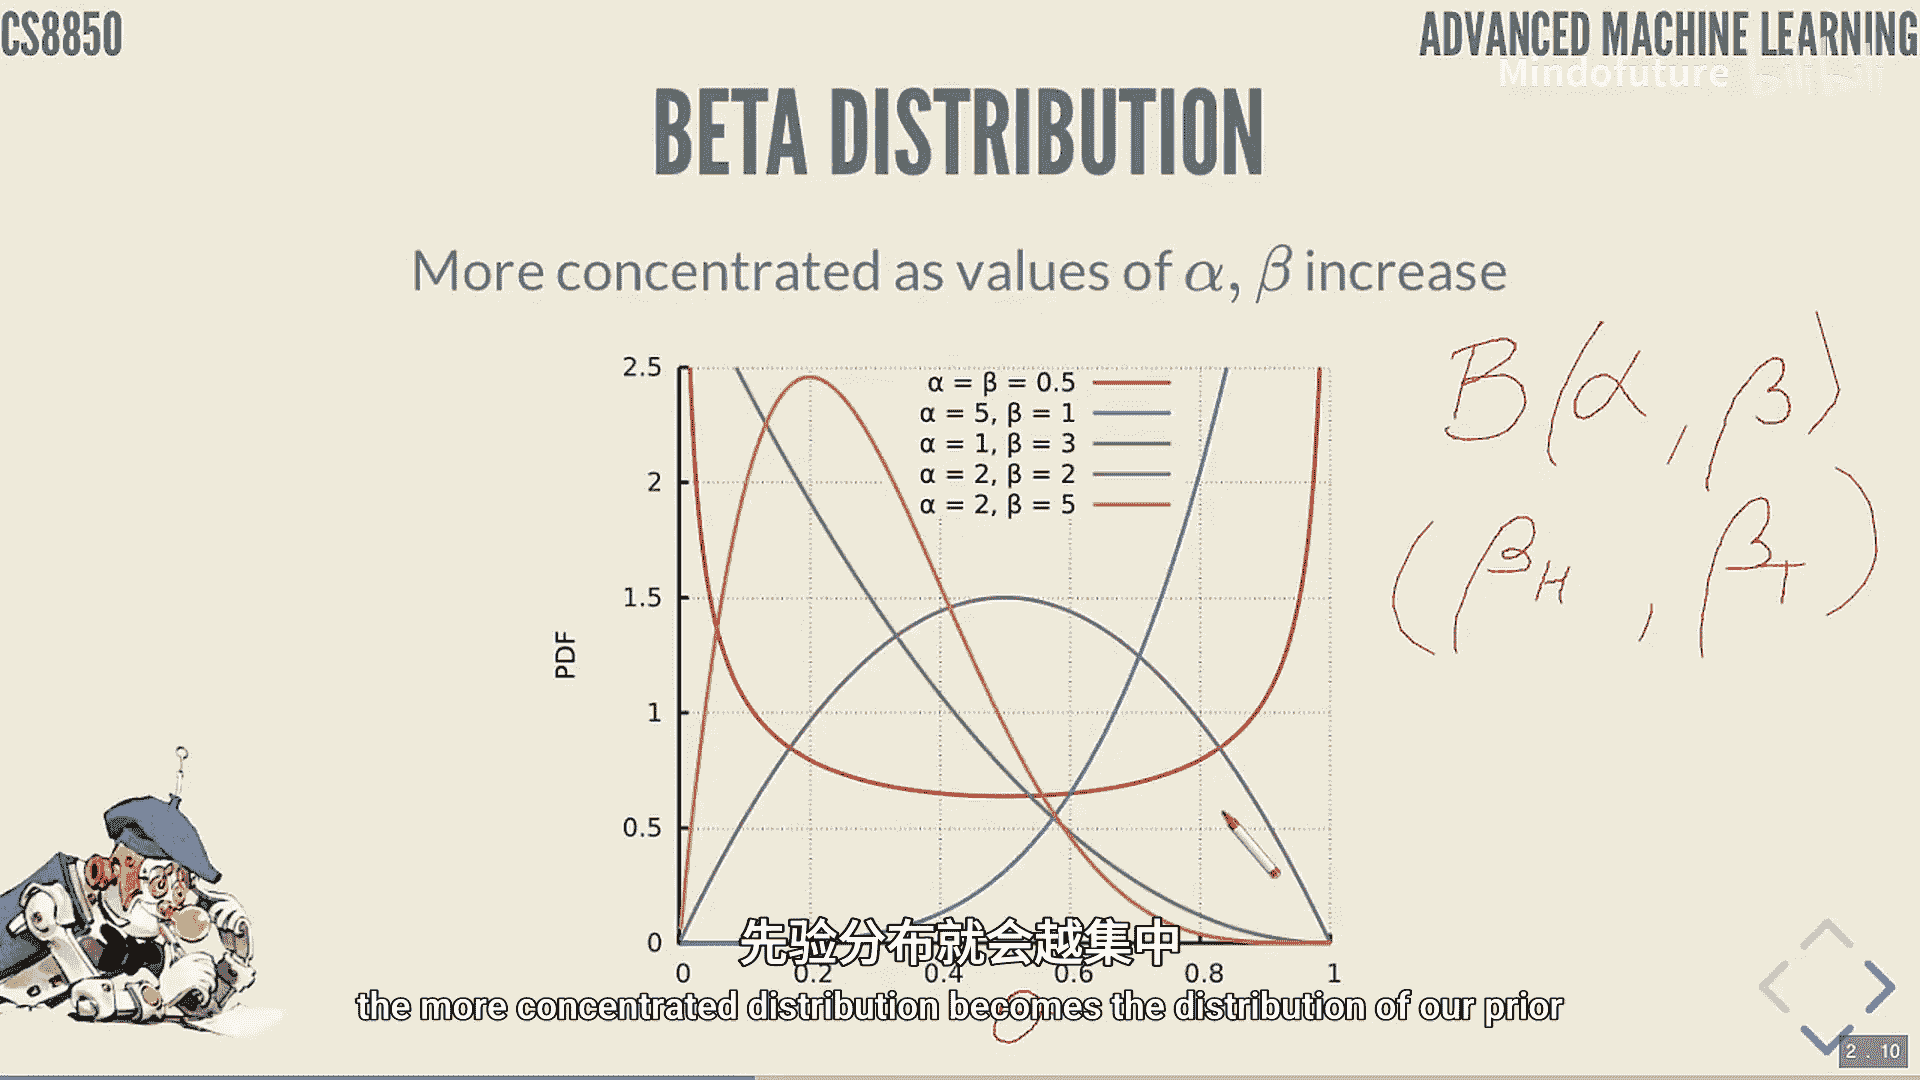 CS8850
ADVANCED MACHINE LEARNING
Mindofuture
BETA DISTRIBUTION
More concentrated as values of α, β increase
B(α, β)
(β_H, β_T)
2.5
2
1.5
1
0.5
0
PDF
α = β = 0.5
α = 5, β = 1
α = 1, β = 3
α = 2, β = 2
α = 2, β = 5
0 0.2 0.4 0.6 0.8 1
θ
先验分布就会越集中
the more concentrated distribution becomes the distribution of our prior
2.10